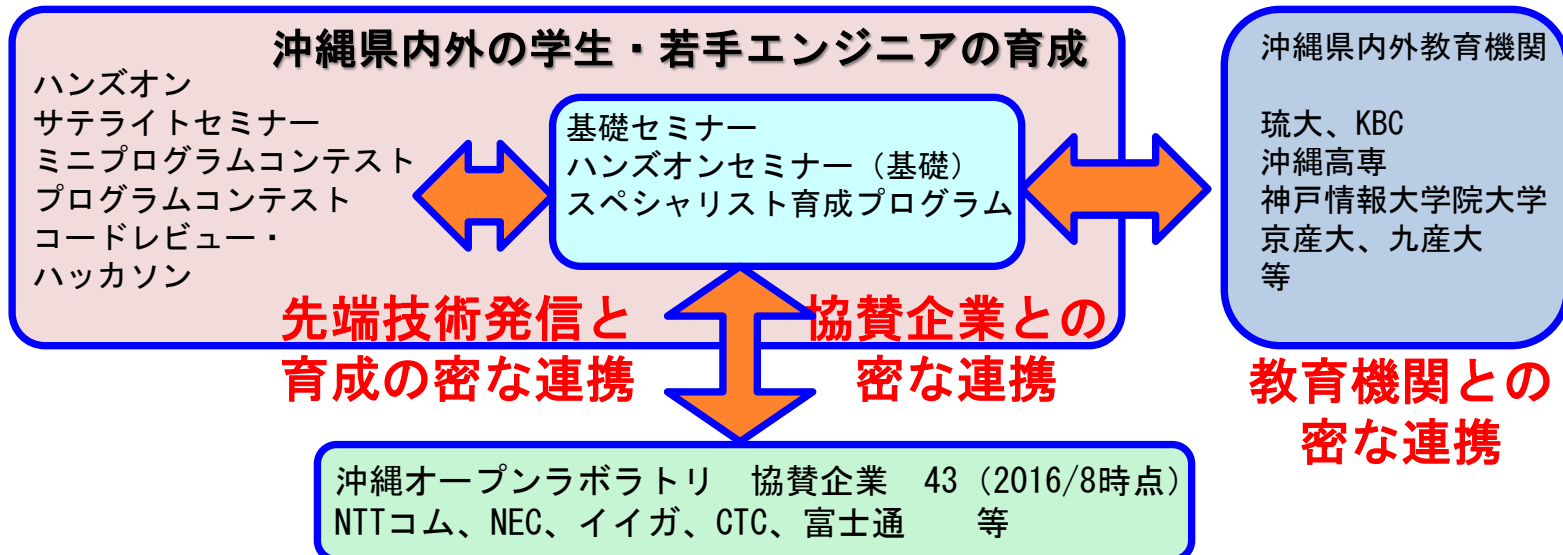 沖縄県内外の学生・若手エンジニアの育成
ハンズオン
サテライトセミナー
ミニプログラムコンテスト
プログラムコンテスト
コードレビュー・
ハッカソン
基礎セミナー
ハンズオンセミナー（基礎）
スペシャリスト育成プログラム
沖縄県内外教育機関
琉大、KBC
沖縄高専
神戸情報大学院大学
京産大、九産大
等
先端技術発信と
育成の密な連携
協賛企業との
密な連携
教育機関との
密な連携
沖縄オープンラボラトリ　協賛企業　43（2016/8時点）
NTTコム、NEC、イイガ、CTC、富士通　　等